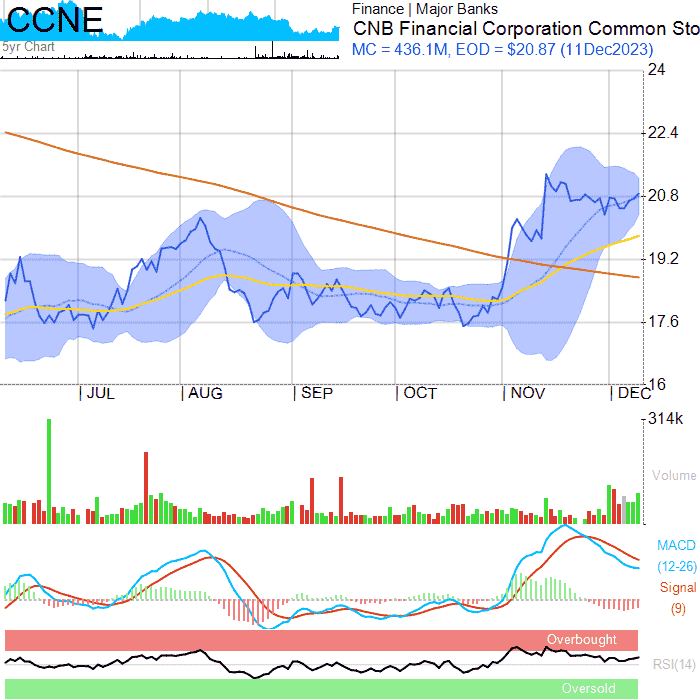 CCNE
5yr Chart
Finance | Major Banks
CNB Financial Corporation Common Sto
MC = 436.1M, EOD = $20.87 (11Dec2023)
24
22.4
20.8
19.2
17.6
16
JUL AUG SEP OCT NOV DEC
314k
Volume
MACD
(12-26)
Signal
(9)
Overbought
RSI(14)
Oversold